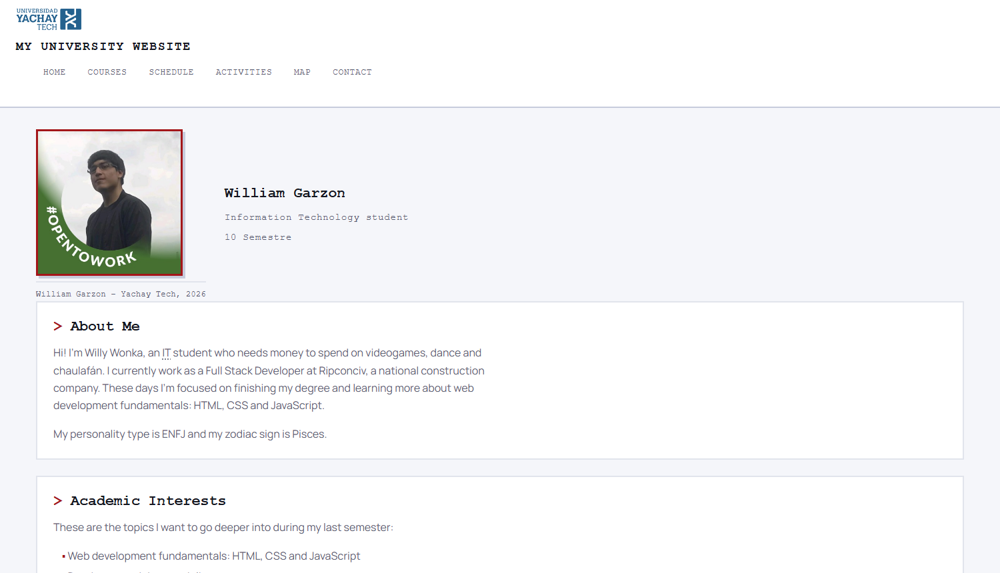 UNIVERSIDAD
YACHAY
TECH
MY UNIVERSITY WEBSITE
HOME COURSES SCHEDULE ACTIVITIES MAP CONTACT
#OPENTOWORK
William Garzon
Information Technology student
10 Semestre
William Garzon – Yachay Tech, 2026
> About Me
Hi! I'm Willy Wonka, an IT student who needs money to spend on videogames, dance and
chaulafán. I currently work as a Full Stack Developer at Ripconciv, a national construction
company. These days I'm focused on finishing my degree and learning more about web
development fundamentals: HTML, CSS and JavaScript.
My personality type is ENFJ and my zodiac sign is Pisces.
> Academic Interests
These are the topics I want to go deeper into during my last semester:
▪ Web development fundamentals: HTML, CSS and JavaScript